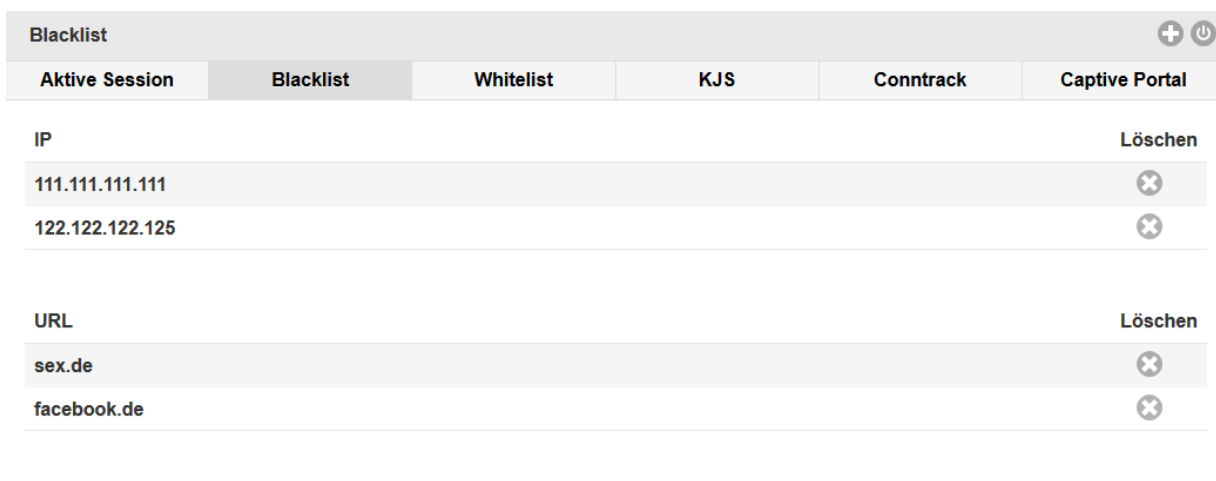 Blacklist
Aktive Session Blacklist Whitelist KJS Conntrack Captive Portal
IP Löschen
111.111.111.111
122.122.122.125
URL Löschen
sex.de
facebook.de